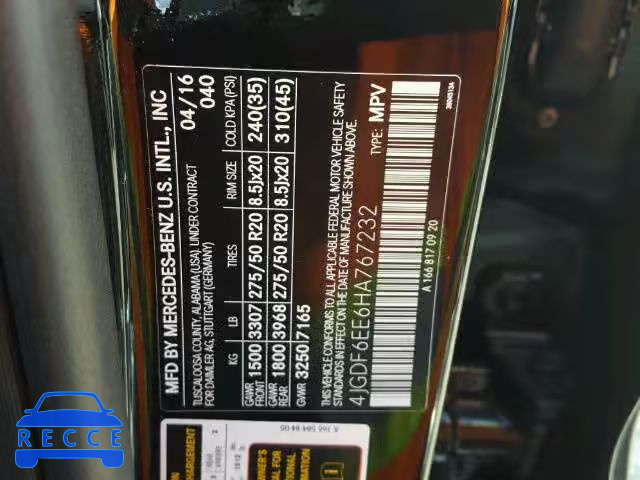 MFD BY MERCEDES-BENZ U.S. INTL., INC
TUSCALOOSA COUNTY, ALABAMA (USA). UNDER CONTRACT
FOR DAIMLER AG, STUTTGART (GERMANY)
04/16
040
KG LB TIRES RIM SIZE COLD KPA (PSI)
GAWR FRONT 1500 3307 275/50 R20 8.5Jx20 240(35)
GAWR REAR 1800 3968 275/50 R20 8.5Jx20 310(45)
GVWR 3250 7165
THIS VEHICLE CONFORMS TO ALL APPLICABLE FEDERAL MOTOR VEHICLE SAFETY
STANDARDS IN EFFECT ON THE DATE OF MANUFACTURE SHOWN ABOVE.
4JGDF6EE6HA767232 TYPE: MPV
A 166 817 09 20
RECCE